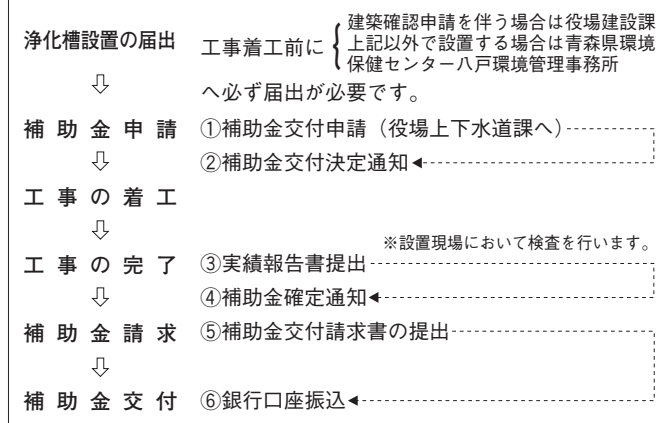 浄化槽設置の届出
工事着工前に
建築確認申請を伴う場合は役場建設課
上記以外で設置する場合は青森県環境
保健センター八戸環境管理事務所
へ必ず届出が必要です。
補助金申請 ①補助金交付申請（役場上下水道課へ）
②補助金交付決定通知
工事の着工
※設置現場において検査を行います。
工事の完了 ③実績報告書提出
④補助金確定通知
補助金請求 ⑤補助金交付請求書の提出
補助金交付 ⑥銀行口座振込